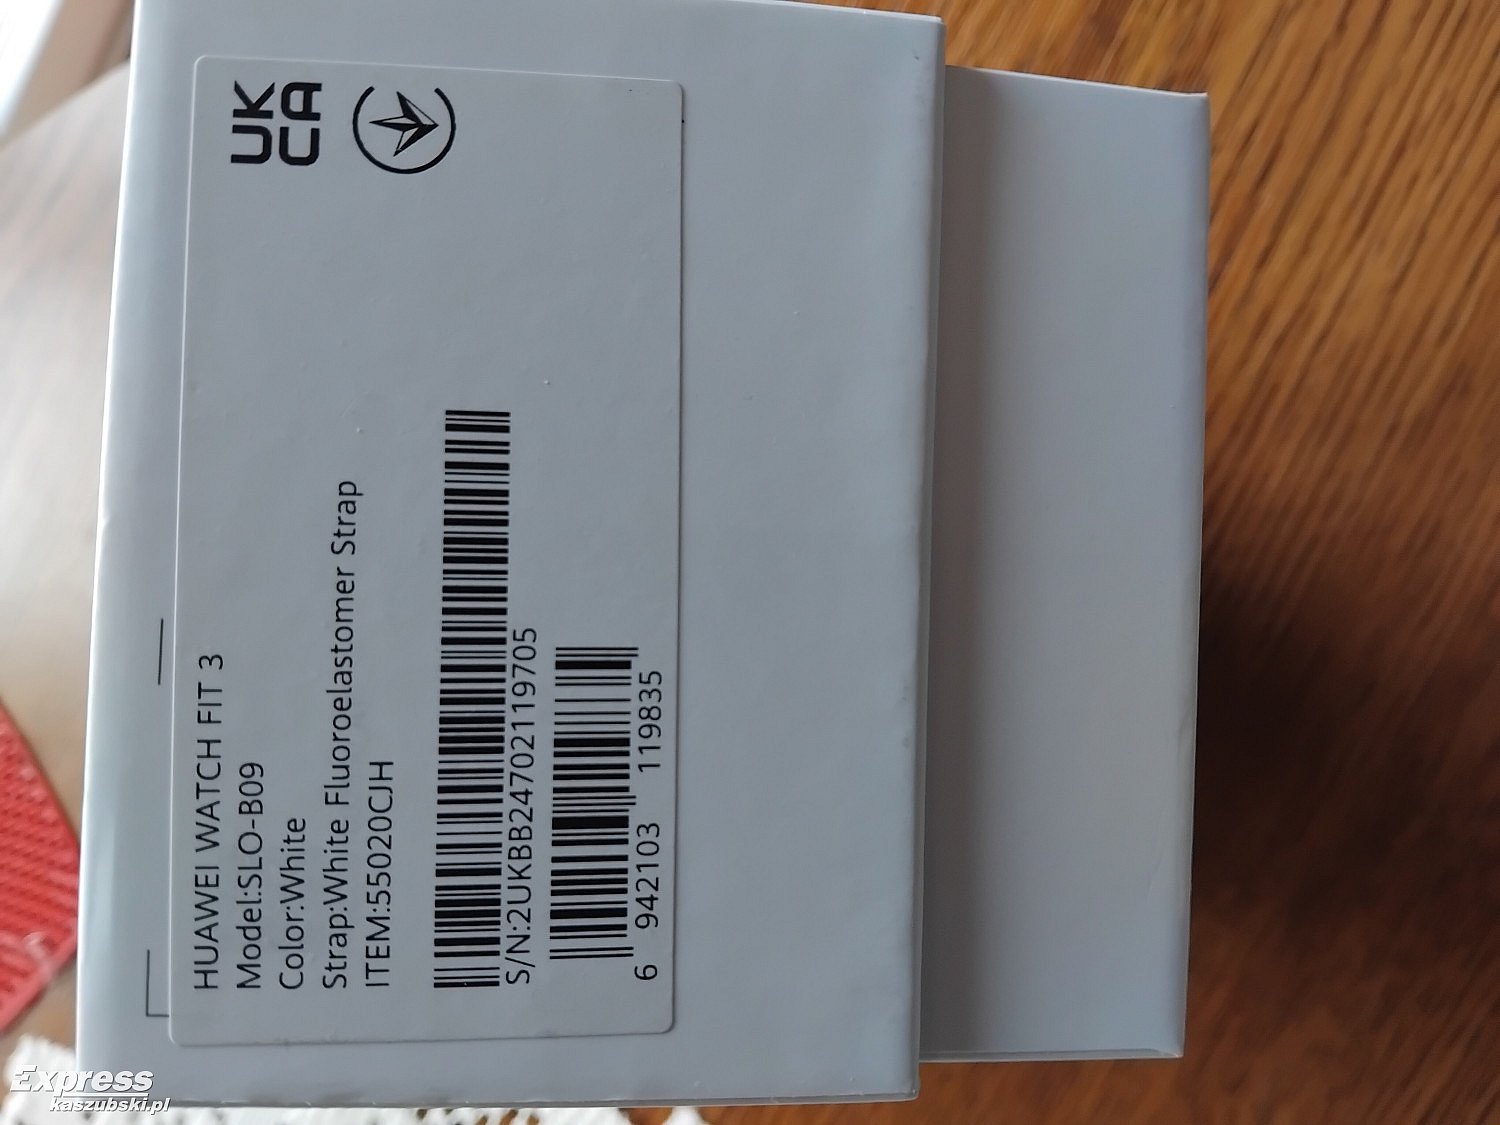 HUAWEI WATCH FIT 3
Model:SLO-B09
Color:White
Strap:White Fluoroelastomer Strap
ITEM:55020CJH
S/N:2UKBB24702119705
6 942103 119835
UK
CA
Express
kaszubski.pl